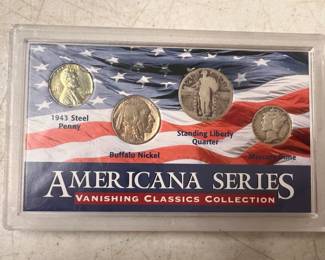 1943 Steel
Penny
Buffalo Nickel
Standing Liberty
Quarter
Mercury Dime
AMERICANA SERIES
VANISHING CLASSICS COLLECTION